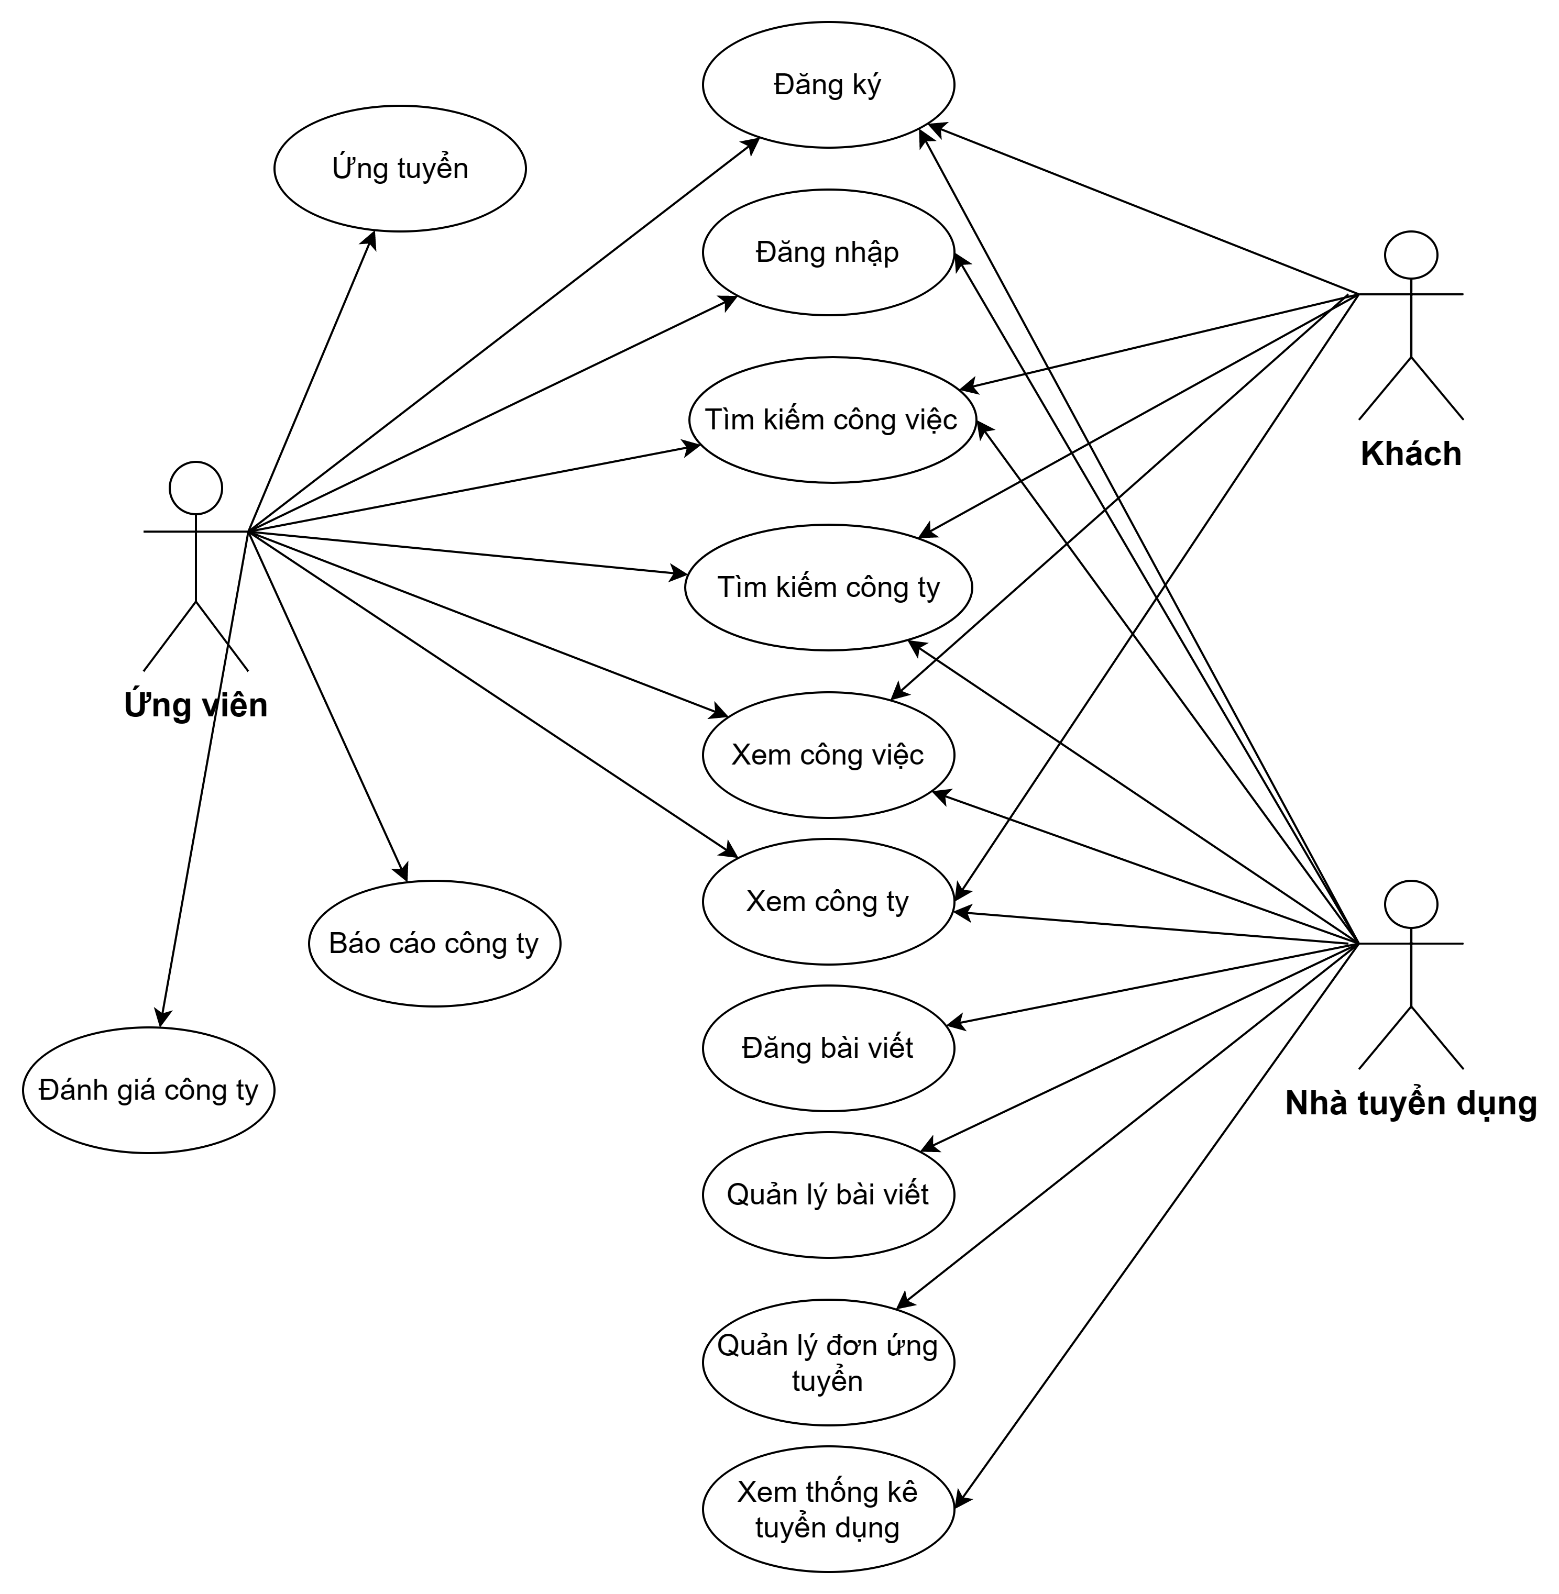 Đăng ký
Ứng tuyển
Đăng nhập
Tìm kiếm công việc
Khách
Tìm kiếm công ty
Ứng viên
Xem công việc
Xem công ty
Báo cáo công ty
Đăng bài viết
Đánh giá công ty
Nhà tuyển dụng
Quản lý bài viết
Quản lý đơn ứng
tuyển
Xem thống kê
tuyển dụng